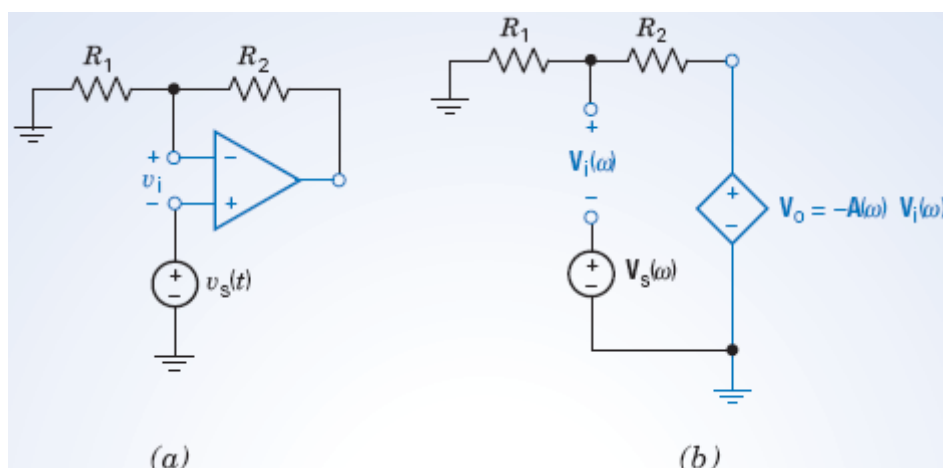 R1
R2
+
−
vi
−
+
+
−
vs(t)
(a)
R1
R2
+
Vi(ω)
−
+
−
Vs(ω)
+
−
Vo = −A(ω) Vi(ω)
(b)